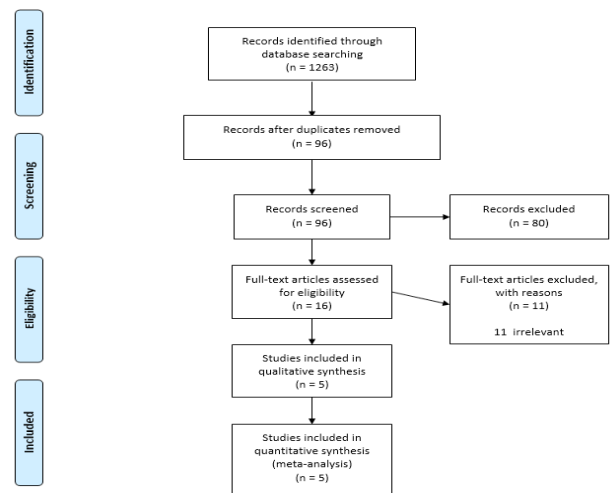 Identification
Records identified through
database searching
(n = 1263)
Records after duplicates removed
(n = 96)
Screening
Records screened
(n = 96)
Records excluded
(n = 80)
Eligibility
Full-text articles assessed
for eligibility
(n = 16)
Full-text articles excluded,
with reasons
(n = 11)
11 irrelevant
Studies included in
qualitative synthesis
(n = 5)
Included
Studies included in
quantitative synthesis
(meta-analysis)
(n = 5)